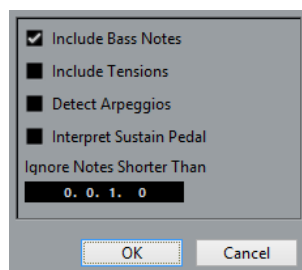 Include Bass Notes
Include Tensions
Detect Arpeggios
Interpret Sustain Pedal
Ignore Notes Shorter Than
0. 0. 1. 0
OK
Cancel